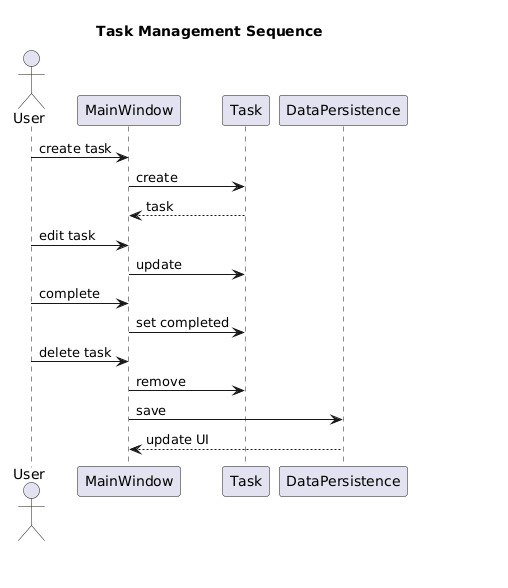 Task Management Sequence
User
MainWindow
Task
DataPersistence
create task
create
task
edit task
update
complete
set completed
delete task
remove
save
update UI
User
MainWindow
Task
DataPersistence